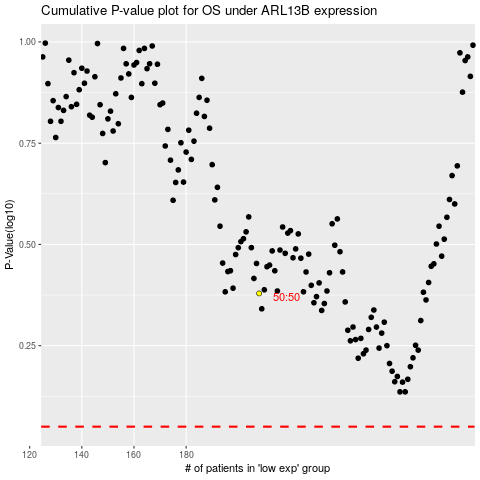 Cumulative P-value plot for OS under ARL13B expression
1.00
0.75
P-Value(log10)
0.50
50:50
0.25
120 125 140 160 180
# of patients in 'low exp' group